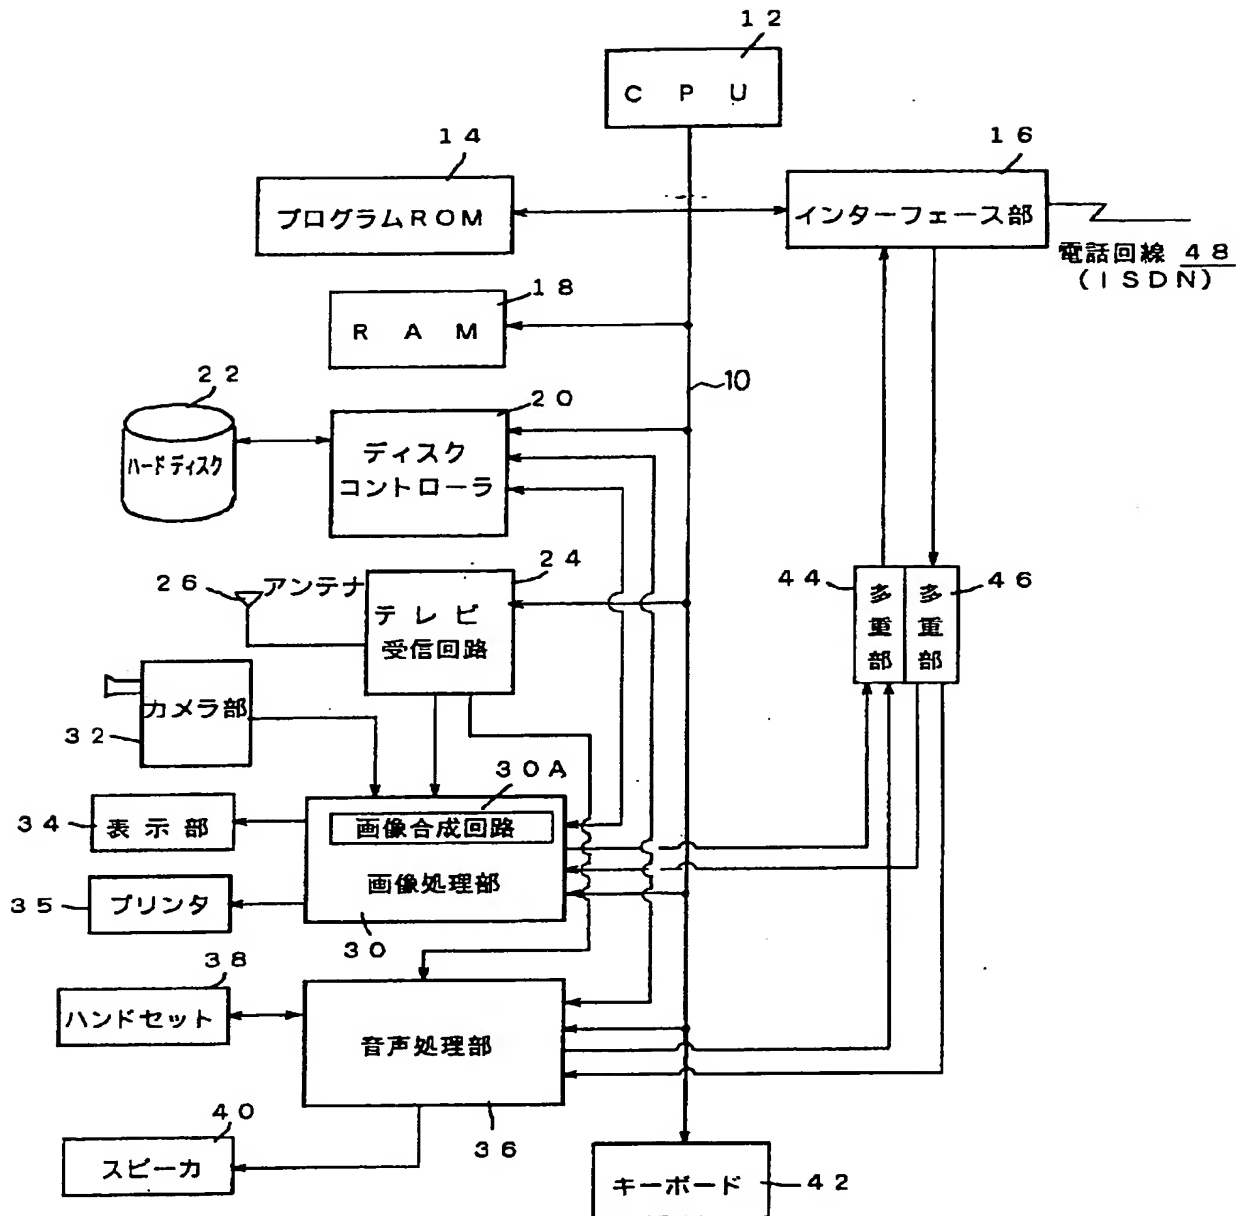 12
CPU
14
プログラムROM
16
インターフェース部
電話回線 48
(ISDN)
18
RAM
10
22
ハードディスク
20
ディスク
コントローラ
26
アンテナ
24
テレビ
受信回路
44
多重部
多重部
46
カメラ部
32
30A
画像合成回路
画像処理部
30
34
表示部
35
プリンタ
38
ハンドセット
音声処理部
36
40
スピーカ
キーボード
42